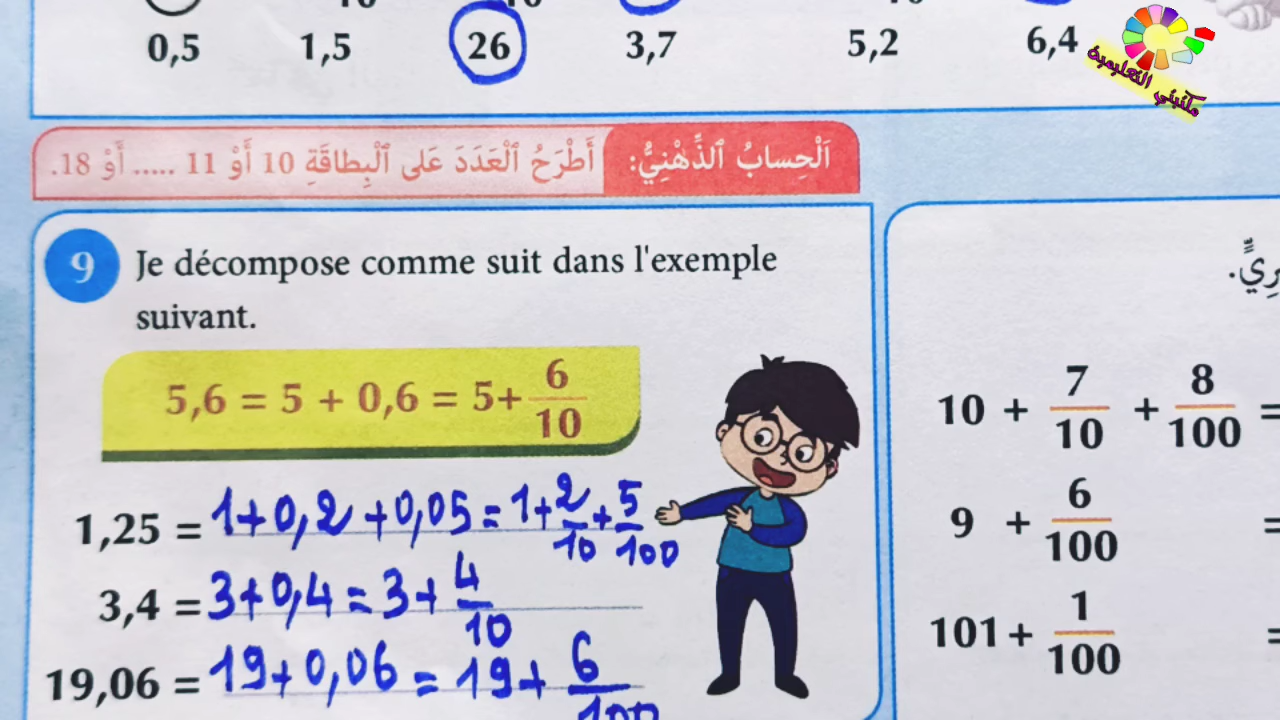 0,5 1,5 26 3,7 5,2 6,4
مكتبتي التعليمية
اَلْحِسابُ ٱلذِّهْنِيُّ: أَطْرَحُ ٱلْعَدَدَ عَلى ٱلْبِطاقَةِ 10 أَوْ 11 ..... أَوْ 18.
9 Je décompose comme suit dans l'exemple
suivant.
5,6 = 5 + 0,6 = 5+ 6/10
1,25 = 1+0,2+0,05=1+2/10+5/100
3,4 = 3+0,4=3+4/10
19,06 = 19+0,06=19+6/100
10 + 7/10 + 8/100 =
9 + 6/100 =
101+ 1/100 =